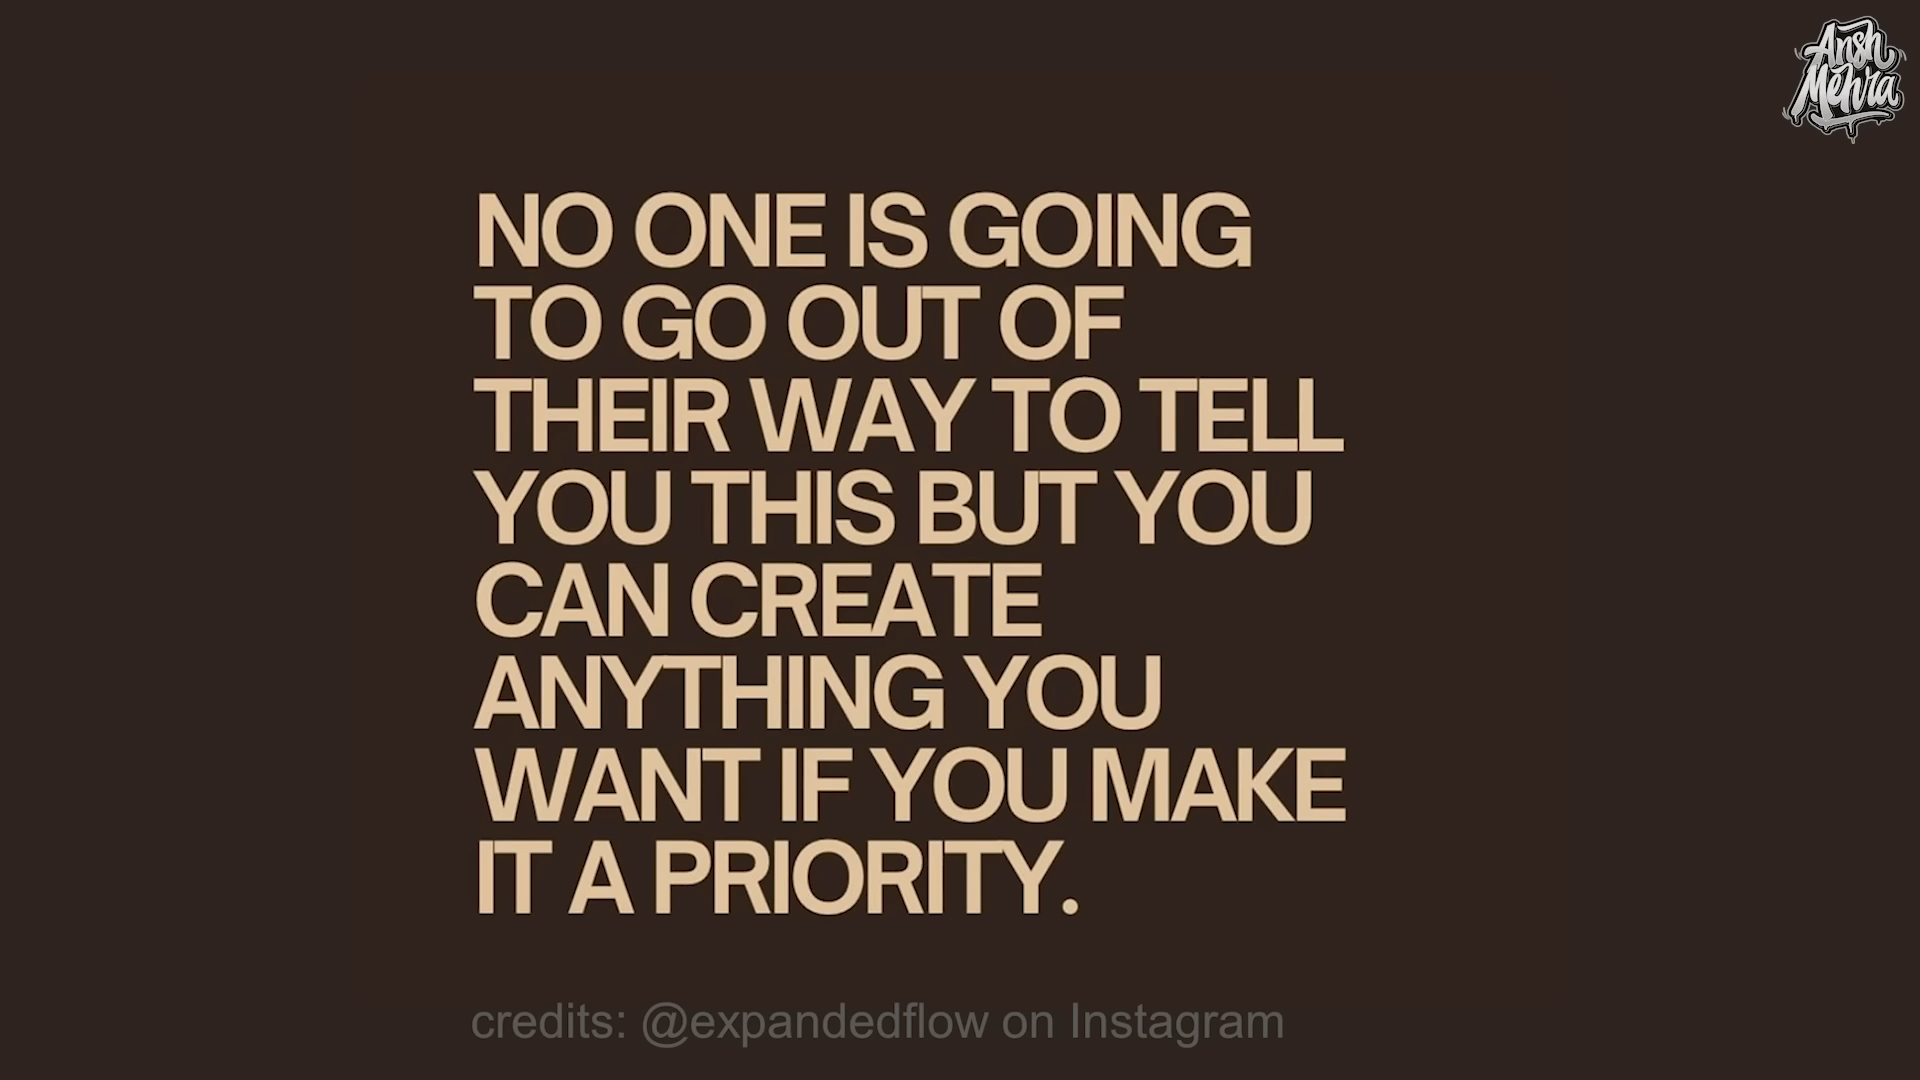 Ansh
Mehra
NO ONE IS GOING
TO GO OUT OF
THEIR WAY TO TELL
YOU THIS BUT YOU
CAN CREATE
ANYTHING YOU
WANT IF YOU MAKE
IT A PRIORITY.
credits: @expandedflow on Instagram